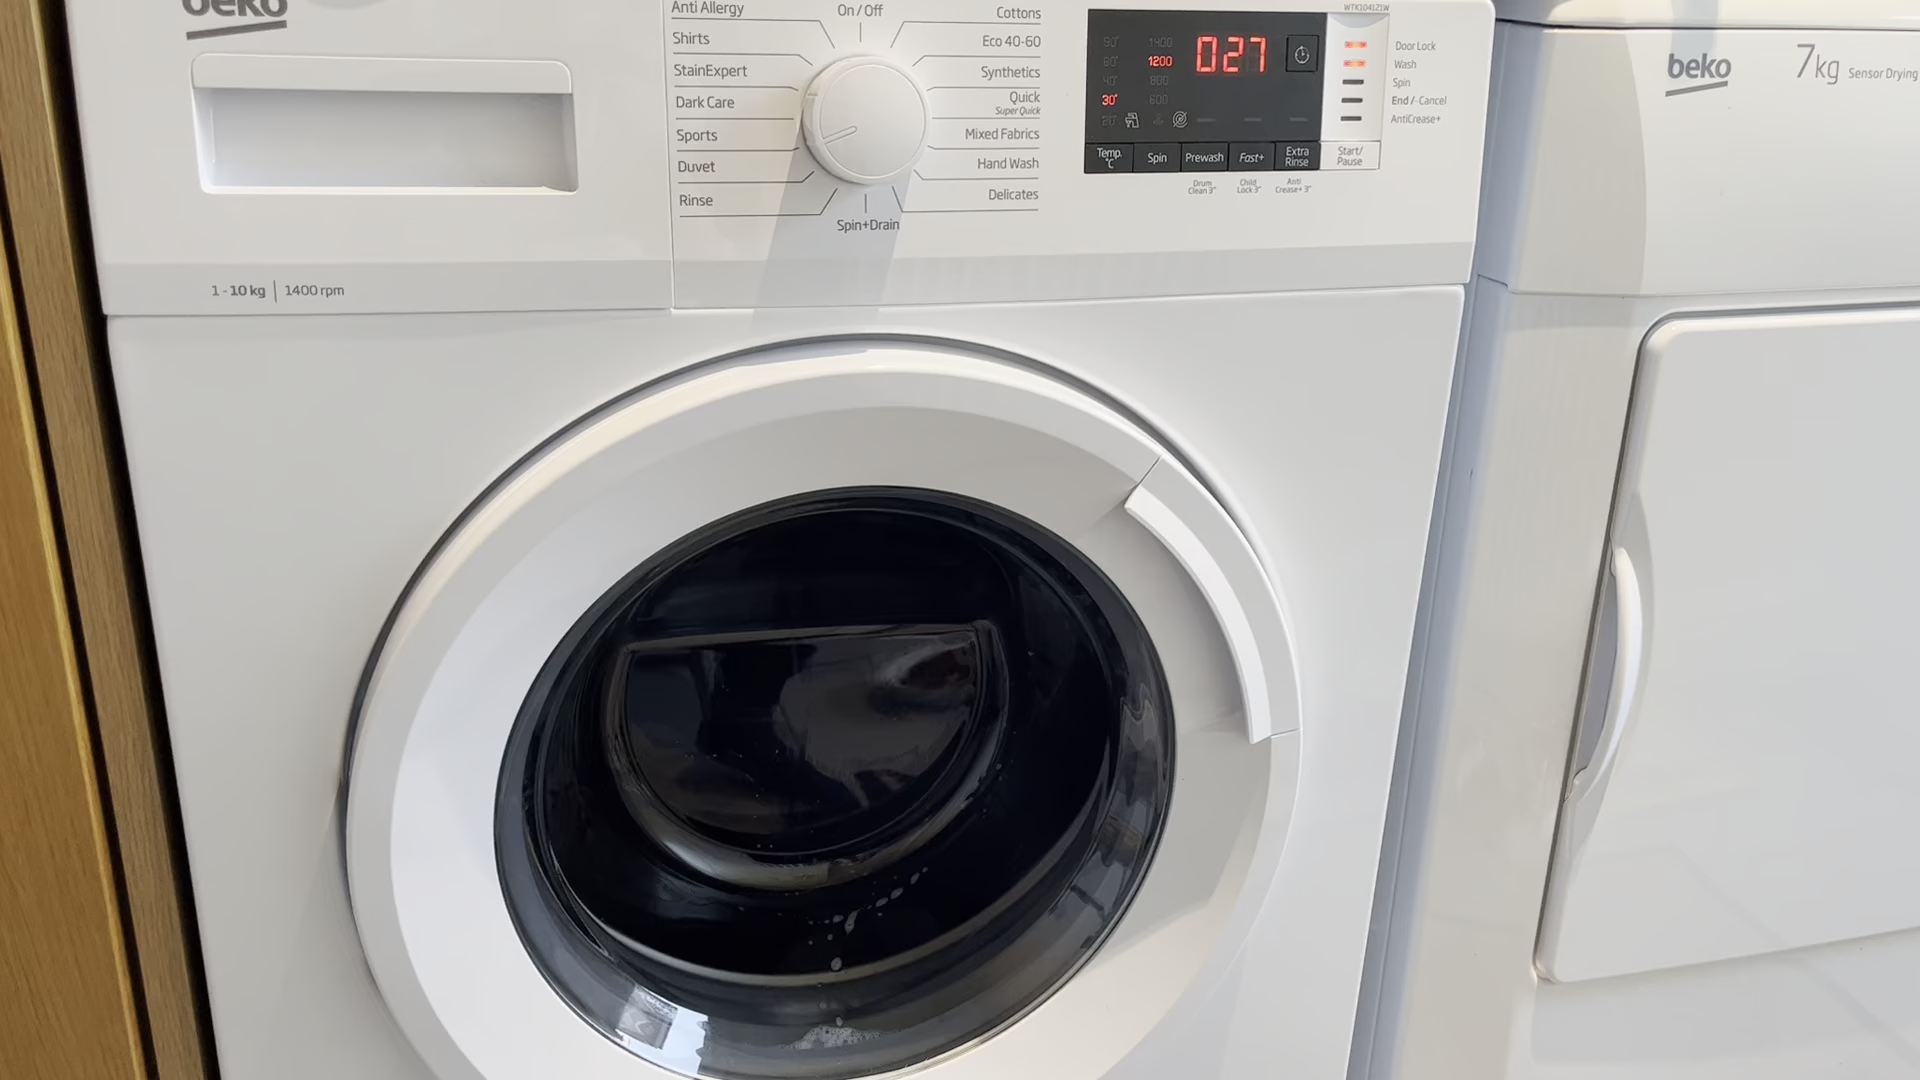 beko
Anti Allergy
Shirts
StainExpert
Dark Care
Sports
Duvet
Rinse
On / Off
Spin+Drain
Cottons
Eco 40-60
Synthetics
Quick
Super Quick
Mixed Fabrics
Hand Wash
Delicates
WTK104121W
90°
60°
40°
30°
20°
1400
1200
800
600
027
Door Lock
Wash
Spin
End / Cancel
AntiCrease+
Temp.
°C
Spin
Prewash
Fast+
Extra
Rinse
Start/
Pause
Drum
Clean 3"
Child
Lock 3"
Anti
Crease+ 3"
1 - 10 kg | 1400 rpm
beko
7kg Sensor Drying